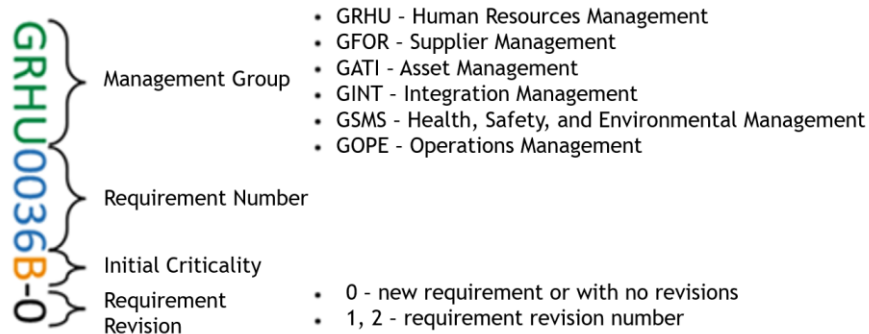 GRHU0036B-0
Management Group
• GRHU - Human Resources Management
• GFOR - Supplier Management
• GATI - Asset Management
• GINT - Integration Management
• GSMS - Health, Safety, and Environmental Management
• GOPE - Operations Management
Requirement Number
Initial Criticality
Requirement
Revision
• 0 - new requirement or with no revisions
• 1, 2 - requirement revision number